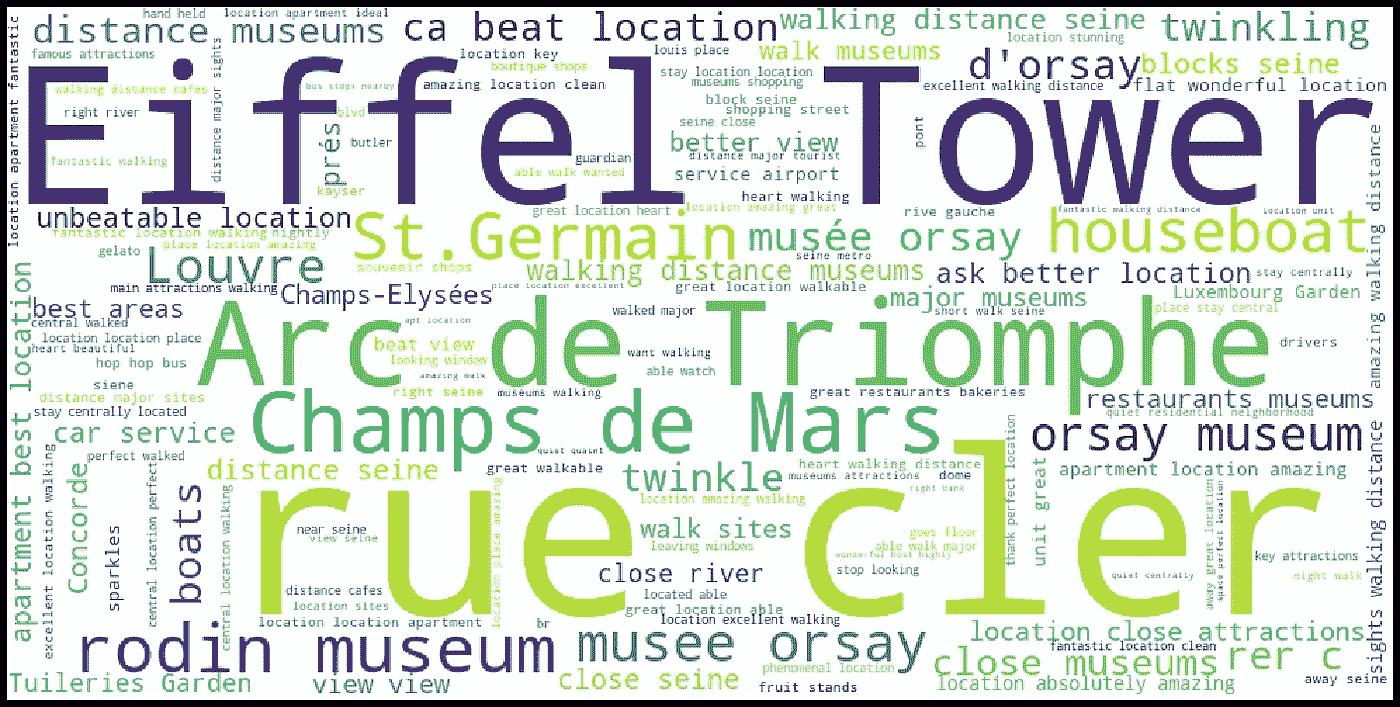 hand held
location apartment ideal
distance museums
ca beat location
walking distance seine
location stunning
twinkling
famous attractions
location key
louis place
walk museums
boutique shops
d'orsay
blocks seine
stay location location
museums shopping
walking distance cafes
bus stops nearby
amazing location clean
excellent walking distance
flat wonderful location
Eiffel Tower
location apartment fantastic
distance major sights
right river
blvd
block seine
shopping street
seine close
prés
butler
better view
pont
distance major tourist
fantastic walking
guardian
able walk wanted
service airport
kayser
heart walking
unbeatable location
great location heart
location amazing great
rive gauche
fantastic walking distance
location unit
amazing walking distance
fantastic location walking nightly
St.Germain
musée orsay
houseboat
place location amazing
gelato
Louvre
souvenir shops
seine metro
walking distance museums
ask better location
stay centrally
main attractions walking
Champs-Elysées
place location excellent
great location walkable
major museums
Luxembourg Garden
best areas
walked major
short walk seine
place stay central
central walked
apt location
Arc de Triomphe
location location place
beat view
heart beautiful
looking window
want walking
drivers
hop hop bus
amazing walk
able watch
siene
right seine
museums walking
great restaurants bakeries
distance major sites
restaurants museums
stay centrally located
quiet residential neighborhood
apartment best location
car service
Champs de Mars
orsay museum
perfect walked
quiet quaint
distance seine
great walkable
twinkle
heart walking distance
museums attractions
dome
apartment location amazing
Concorde
location amazing walking
right bank
thank perfect location
unit great
excellent location walking
central location perfect
boats
central location walking
sparkles
rue cler
location place amazing
near seine
view seine
walk sites
leaving windows
goes floor
able walk major
wonderful host highly
stop looking
away great location
space perfect location
key attractions
quiet centrally
night walk
sights walking distance
close river
distance cafes
located able
location sites
great location able
location location apartment
br
location excellent walking
rodin museum
musee orsay
location close attractions
fantastic location clean
close museums
rer c
phenomenal location
Tuileries Garden
view view
close seine
fruit stands
location absolutely amazing
away seine